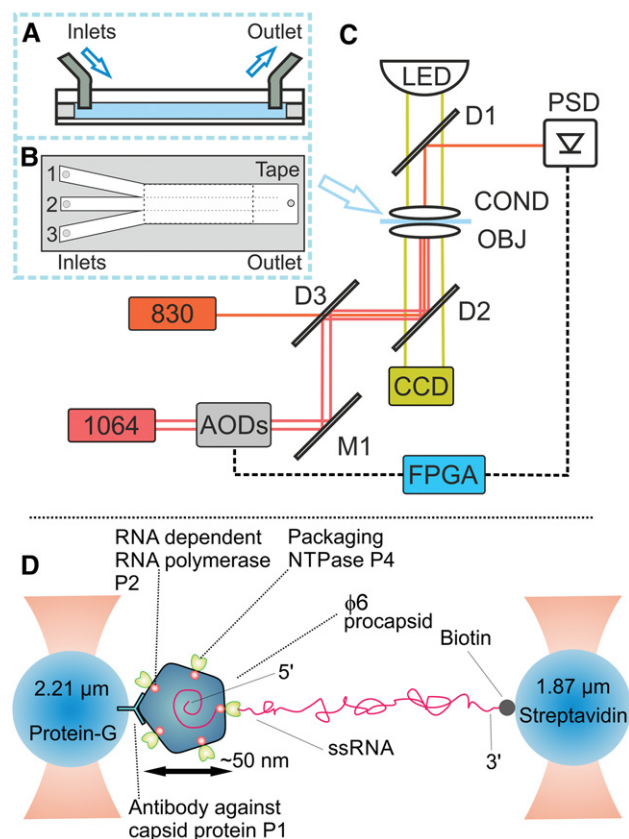 A
Inlets
Outlet
B
1
2
3
Tape
Inlets
Outlet
C
LED
D1
PSD
COND
OBJ
D3
D2
830
CCD
1064
AODs
M1
FPGA
D
RNA dependent
RNA polymerase
P2
Packaging
NTPase P4
ϕ6
procapsid
Biotin
5'
2.21 μm
Protein-G
1.87 μm
Streptavidin
ssRNA
3'
~50 nm
Antibody against
capsid protein P1